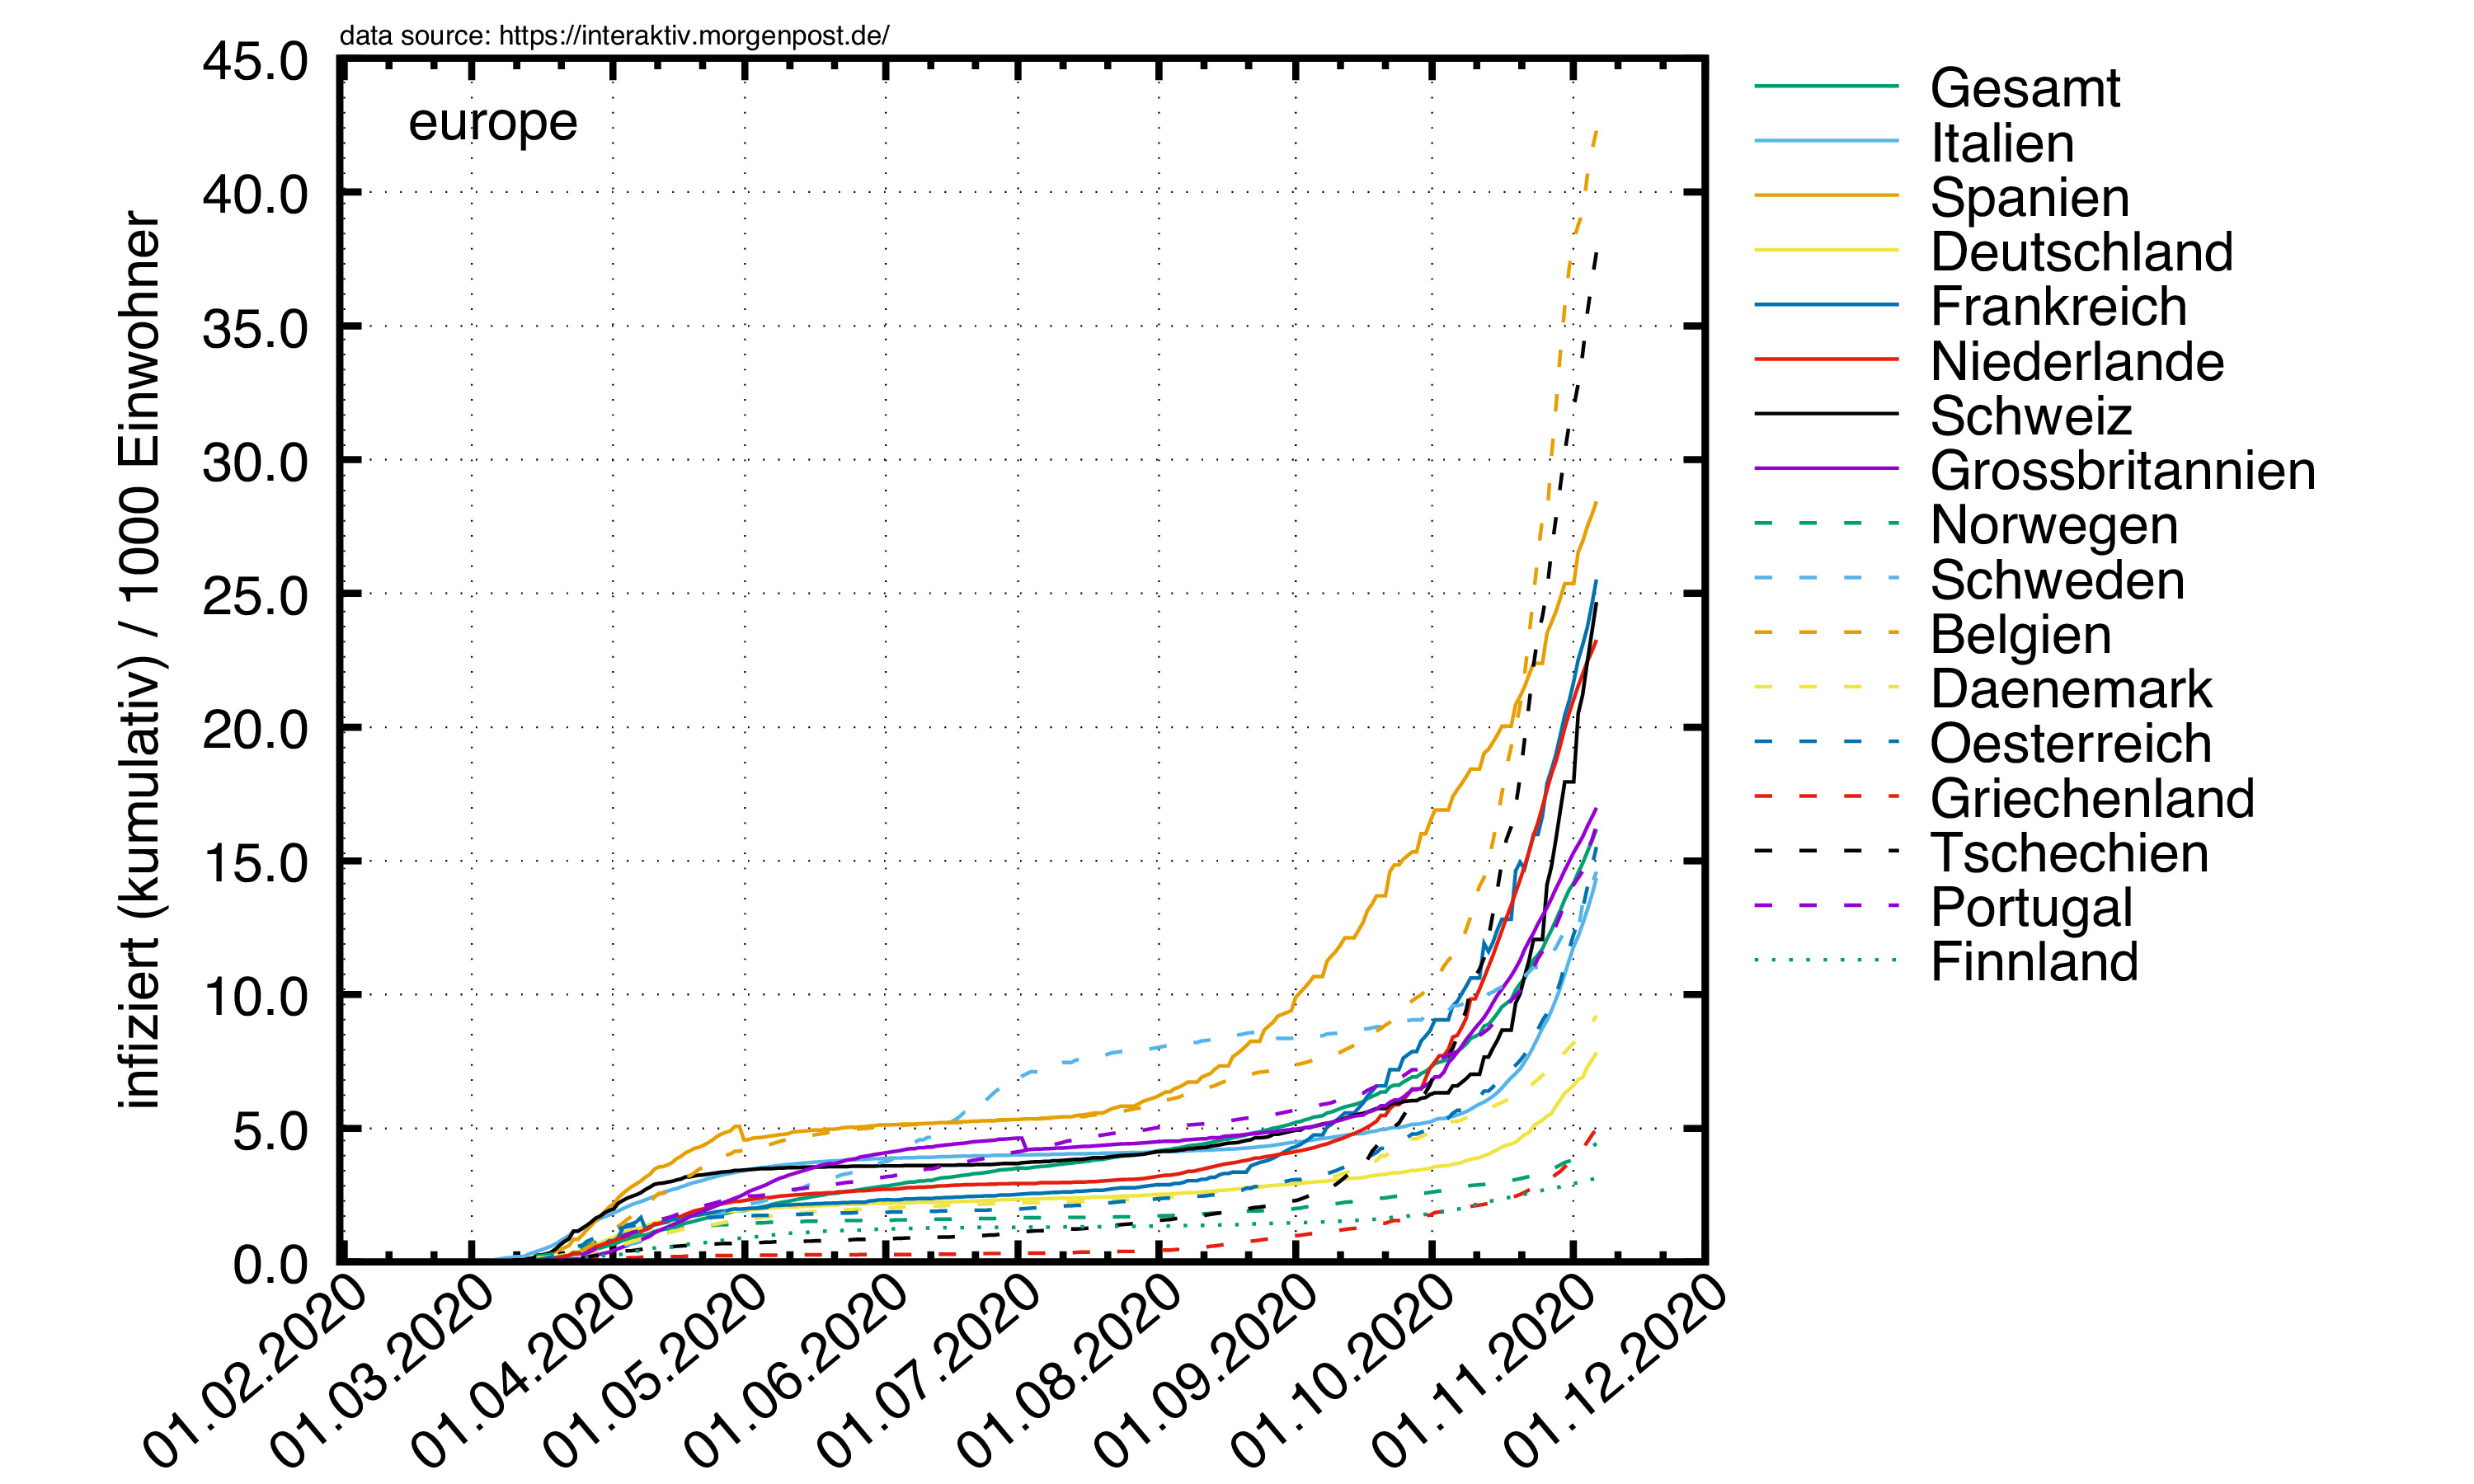 data source: https://interaktiv.morgenpost.de/
europe
infiziert (kumulativ) / 1000 Einwohner
45.0
40.0
35.0
30.0
25.0
20.0
15.0
10.0
5.0
0.0
01.02.2020
01.03.2020
01.04.2020
01.05.2020
01.06.2020
01.07.2020
01.08.2020
01.09.2020
01.10.2020
01.11.2020
01.12.2020
Gesamt
Italien
Spanien
Deutschland
Frankreich
Niederlande
Schweiz
Grossbritannien
Norwegen
Schweden
Belgien
Daenemark
Oesterreich
Griechenland
Tschechien
Portugal
Finnland